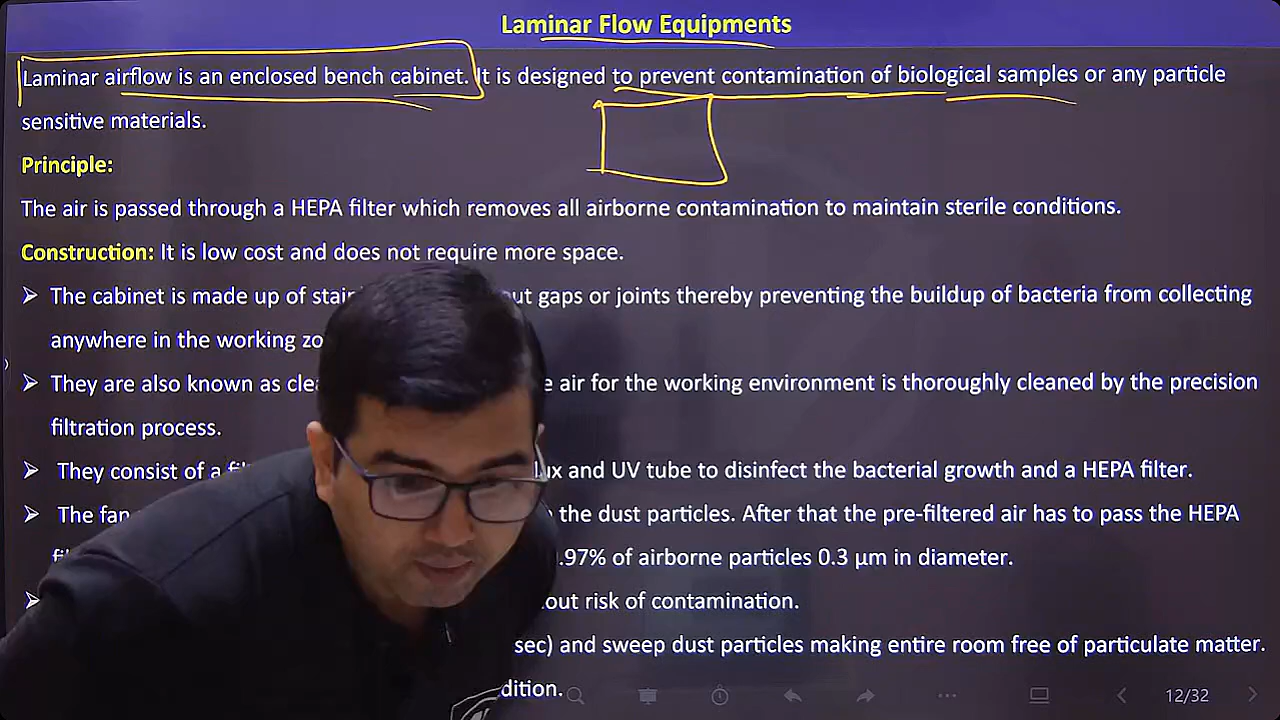 Laminar Flow Equipments
Laminar airflow is an enclosed bench cabinet. It is designed to prevent contamination of biological samples or any particle
sensitive materials.
Principle:
The air is passed through a HEPA filter which removes all airborne contamination to maintain sterile conditions.
Construction: It is low cost and does not require more space.
➢ The cabinet is made up of gaps or joints thereby preventing the buildup of bacteria from collecting
anywhere in the working
➢ They are also known as air for the working environment is thoroughly cleaned by the precision
filtration process.
➢ They consist of a and UV tube to disinfect the bacterial growth and a HEPA filter.
➢ The fan the dust particles. After that the pre-filtered air has to pass the HEPA
.97% of airborne particles 0.3 µm in diameter.
➢ out risk of contamination.
sec) and sweep dust particles making entire room free of particulate matter.
dition.
12/32